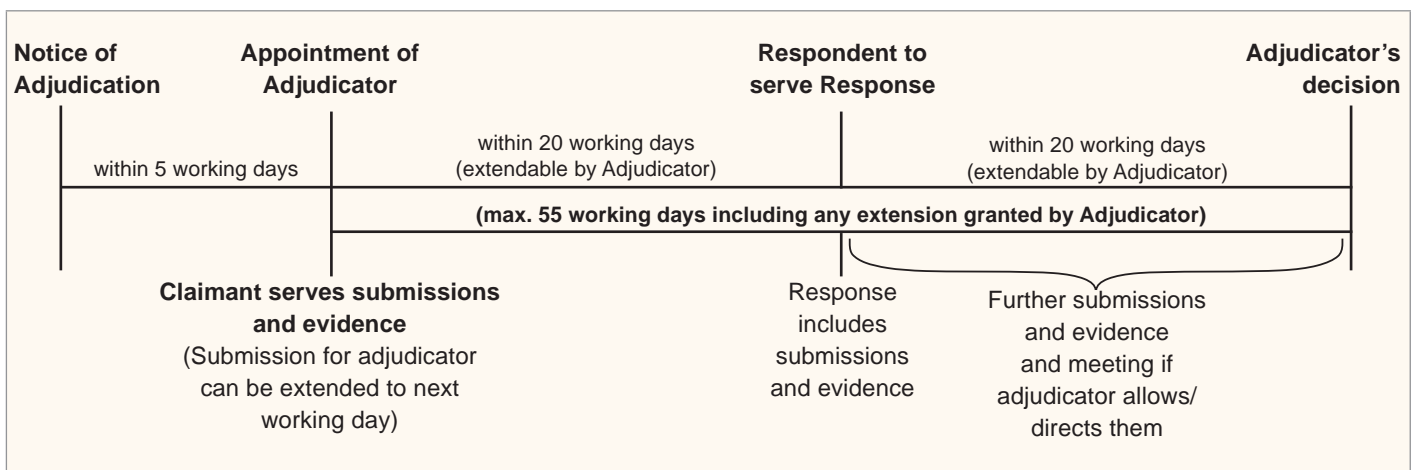 Notice of
Adjudication
Appointment of
Adjudicator
Respondent to
serve Response
Adjudicator’s
decision
within 5 working days
within 20 working days
(extendable by Adjudicator)
within 20 working days
(extendable by Adjudicator)
(max. 55 working days including any extension granted by Adjudicator)
Claimant serves submissions
and evidence
(Submission for adjudicator
can be extended to next
working day)
Response
includes
submissions
and evidence
Further submissions
and evidence
and meeting if
adjudicator allows/
directs them